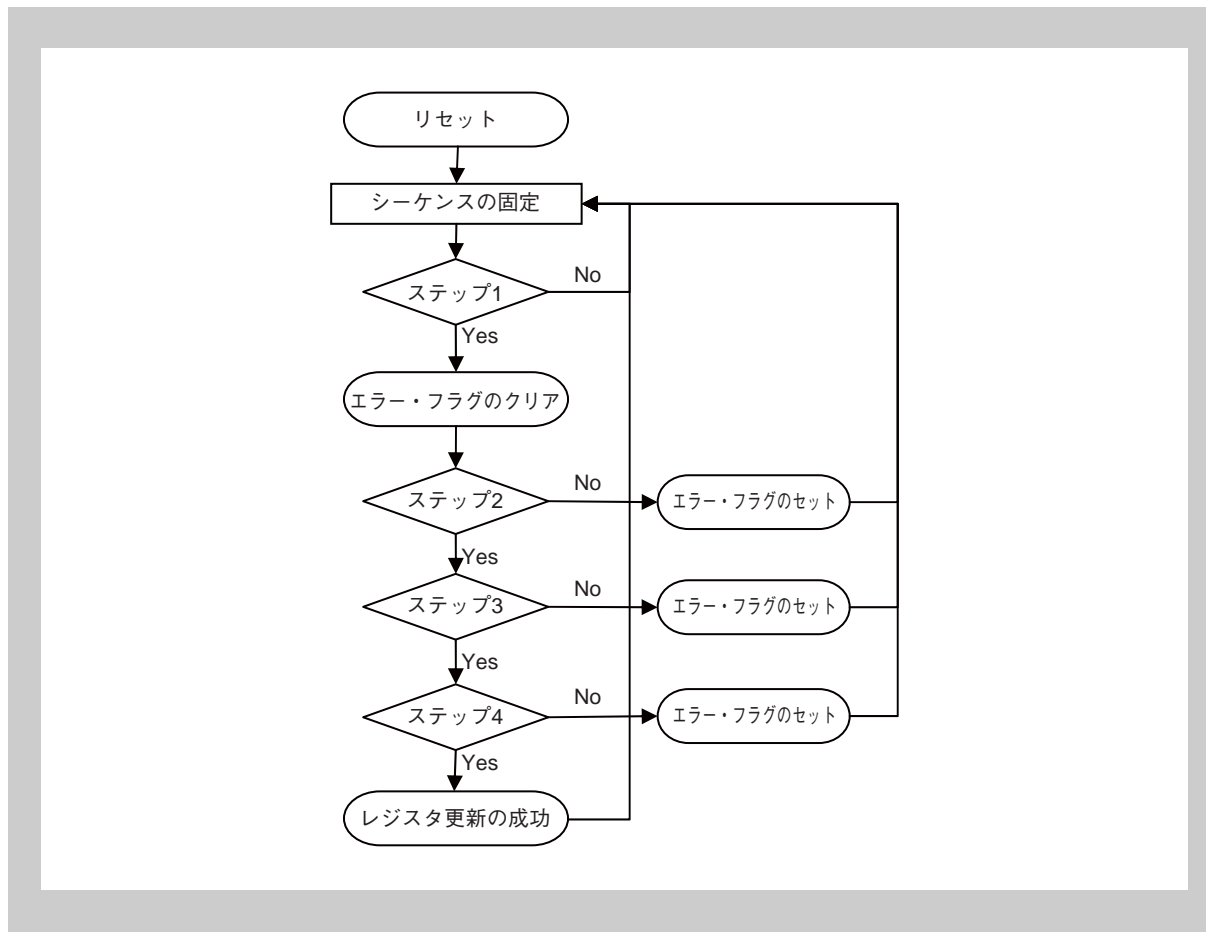 リセット
シーケンスの固定
ステップ1
No
Yes
エラー・フラグのクリア
ステップ2
No
エラー・フラグのセット
Yes
ステップ3
No
エラー・フラグのセット
Yes
ステップ4
No
エラー・フラグのセット
Yes
レジスタ更新の成功